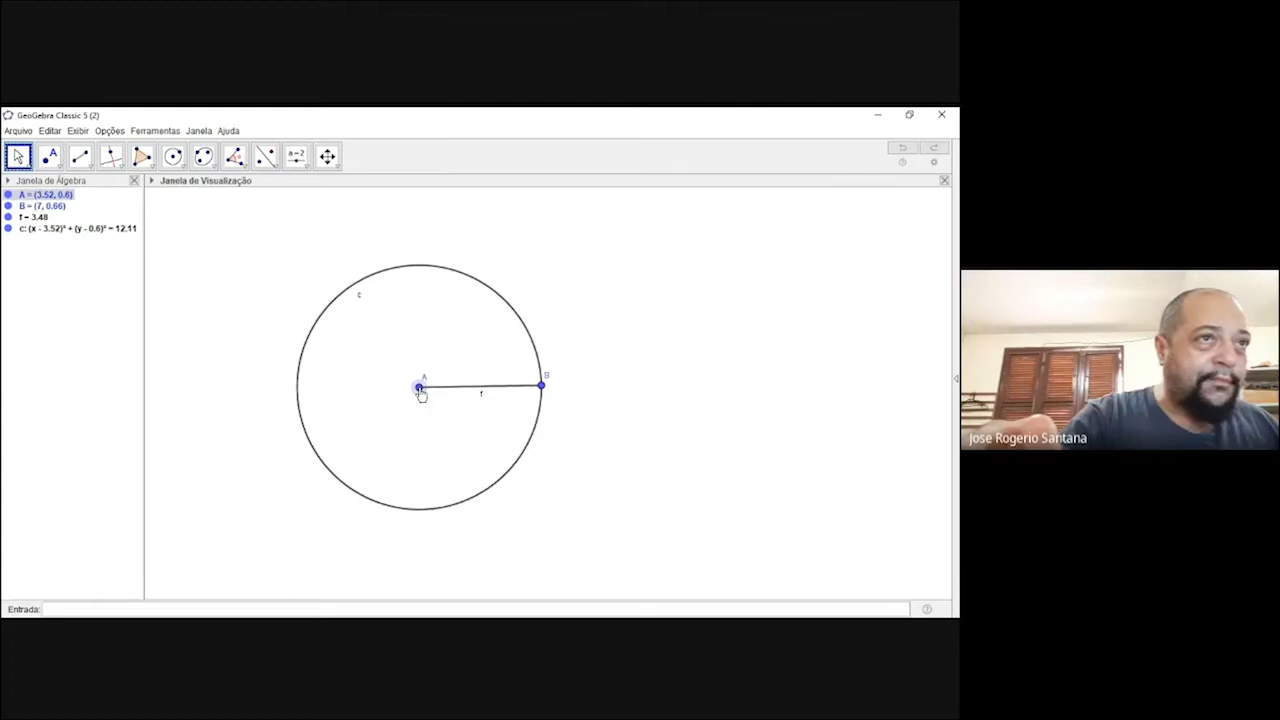 GeoGebra Classic 5 (2)
Arquivo Editar Exibir Opções Ferramentas Janela Ajuda
A
a=2
Janela de Álgebra
Janela de Visualização
A = (3.52, 0.6)
B = (7, 0.66)
f = 3.48
c: (x - 3.52)² + (y - 0.6)² = 12.11
c
A
B
f
Jose Rogerio Santana
Entrada: